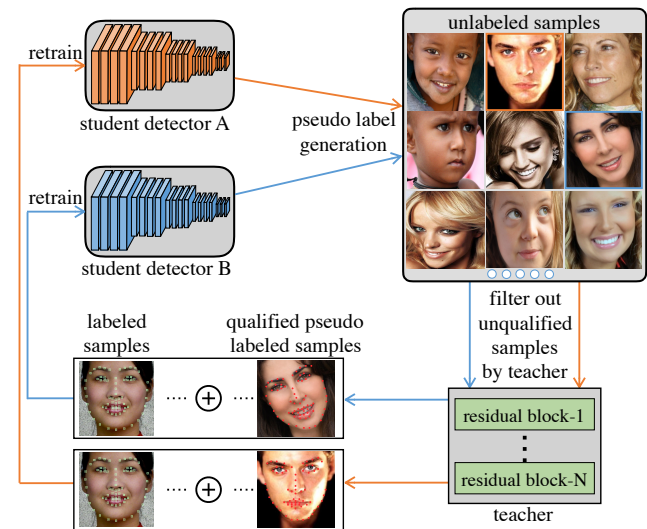 unlabeled samples
retrain
student detector A
pseudo label
generation
retrain
student detector B
filter out
unqualified
samples
by teacher
labeled
samples
qualified pseudo
labeled samples
residual block-1
residual block-N
teacher